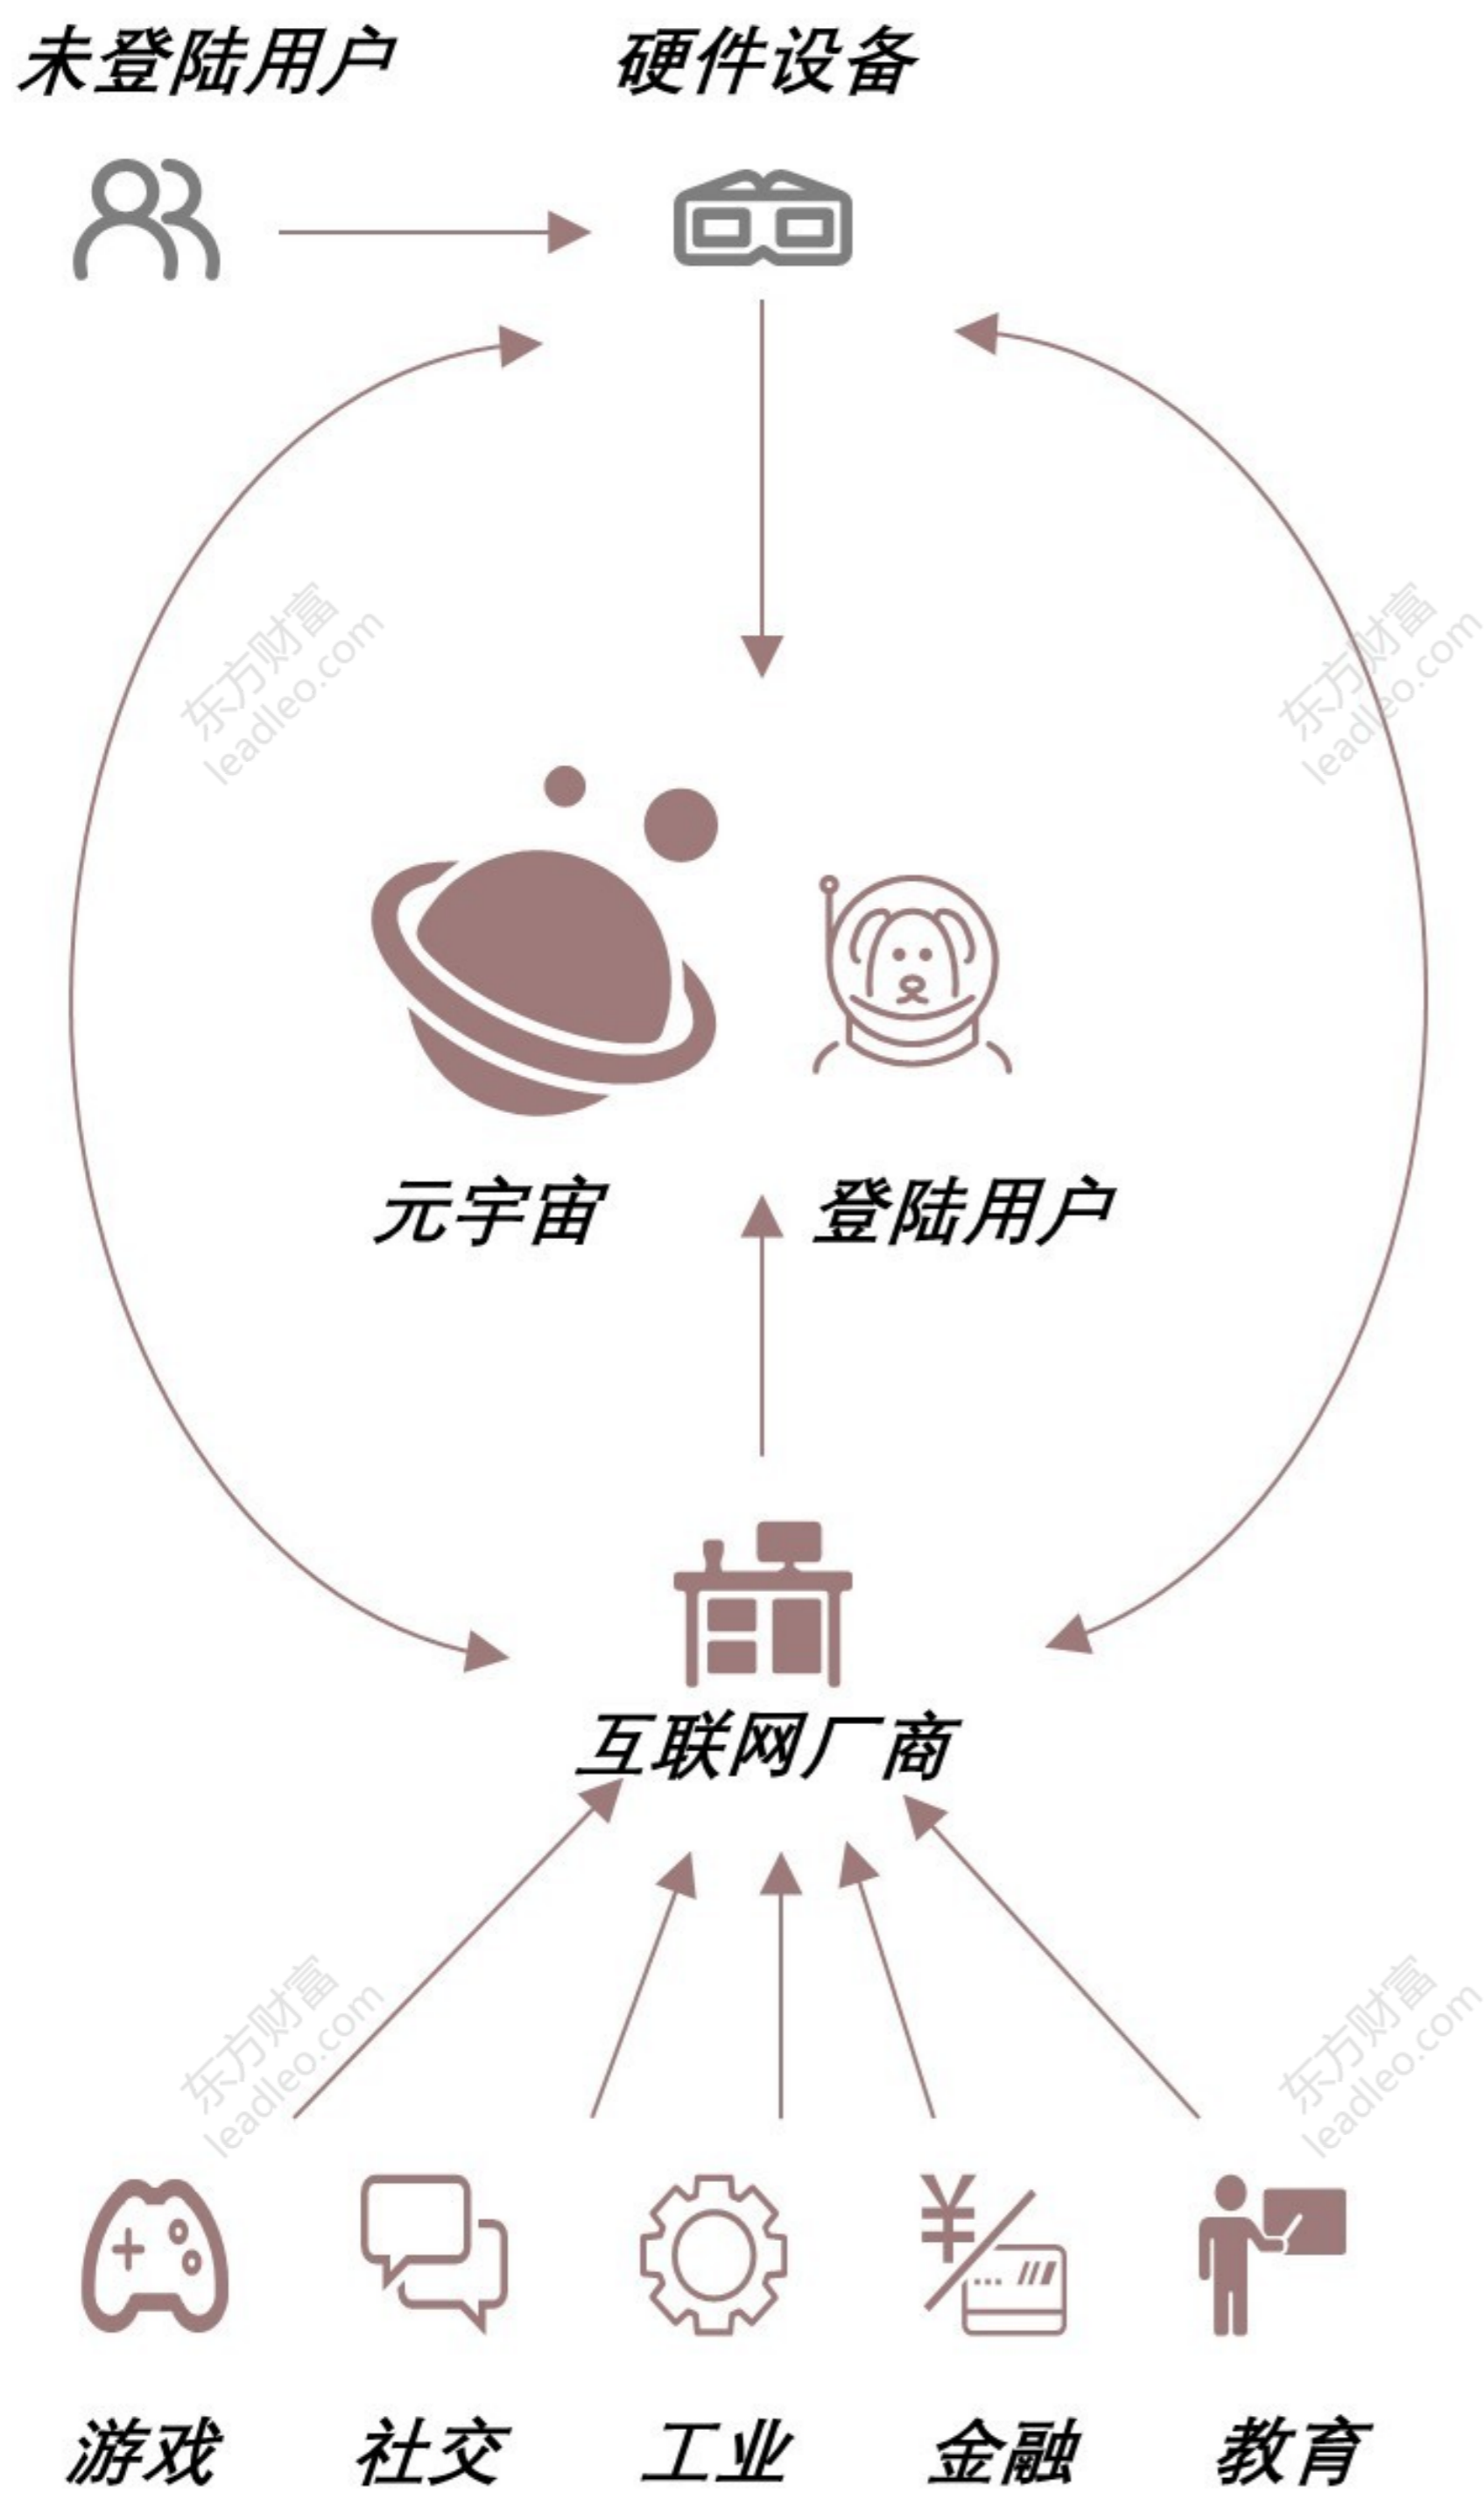 未登陆用户
硬件设备
东方财富
leadleo.com
东方财富
leadleo.com
元宇宙
登陆用户
互联网厂商
东方财富
leadleo.com
东方财富
leadleo.com
游戏
社交
工业
金融
教育